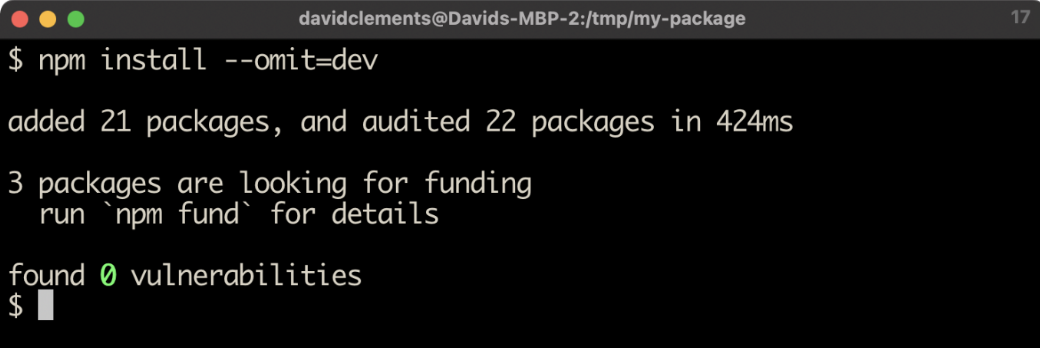 davidclements@Davids-MBP-2:/tmp/my-package
17
$ npm install --omit=dev
added 21 packages, and audited 22 packages in 424ms
3 packages are looking for funding
  run `npm fund` for details
found 0 vulnerabilities
$